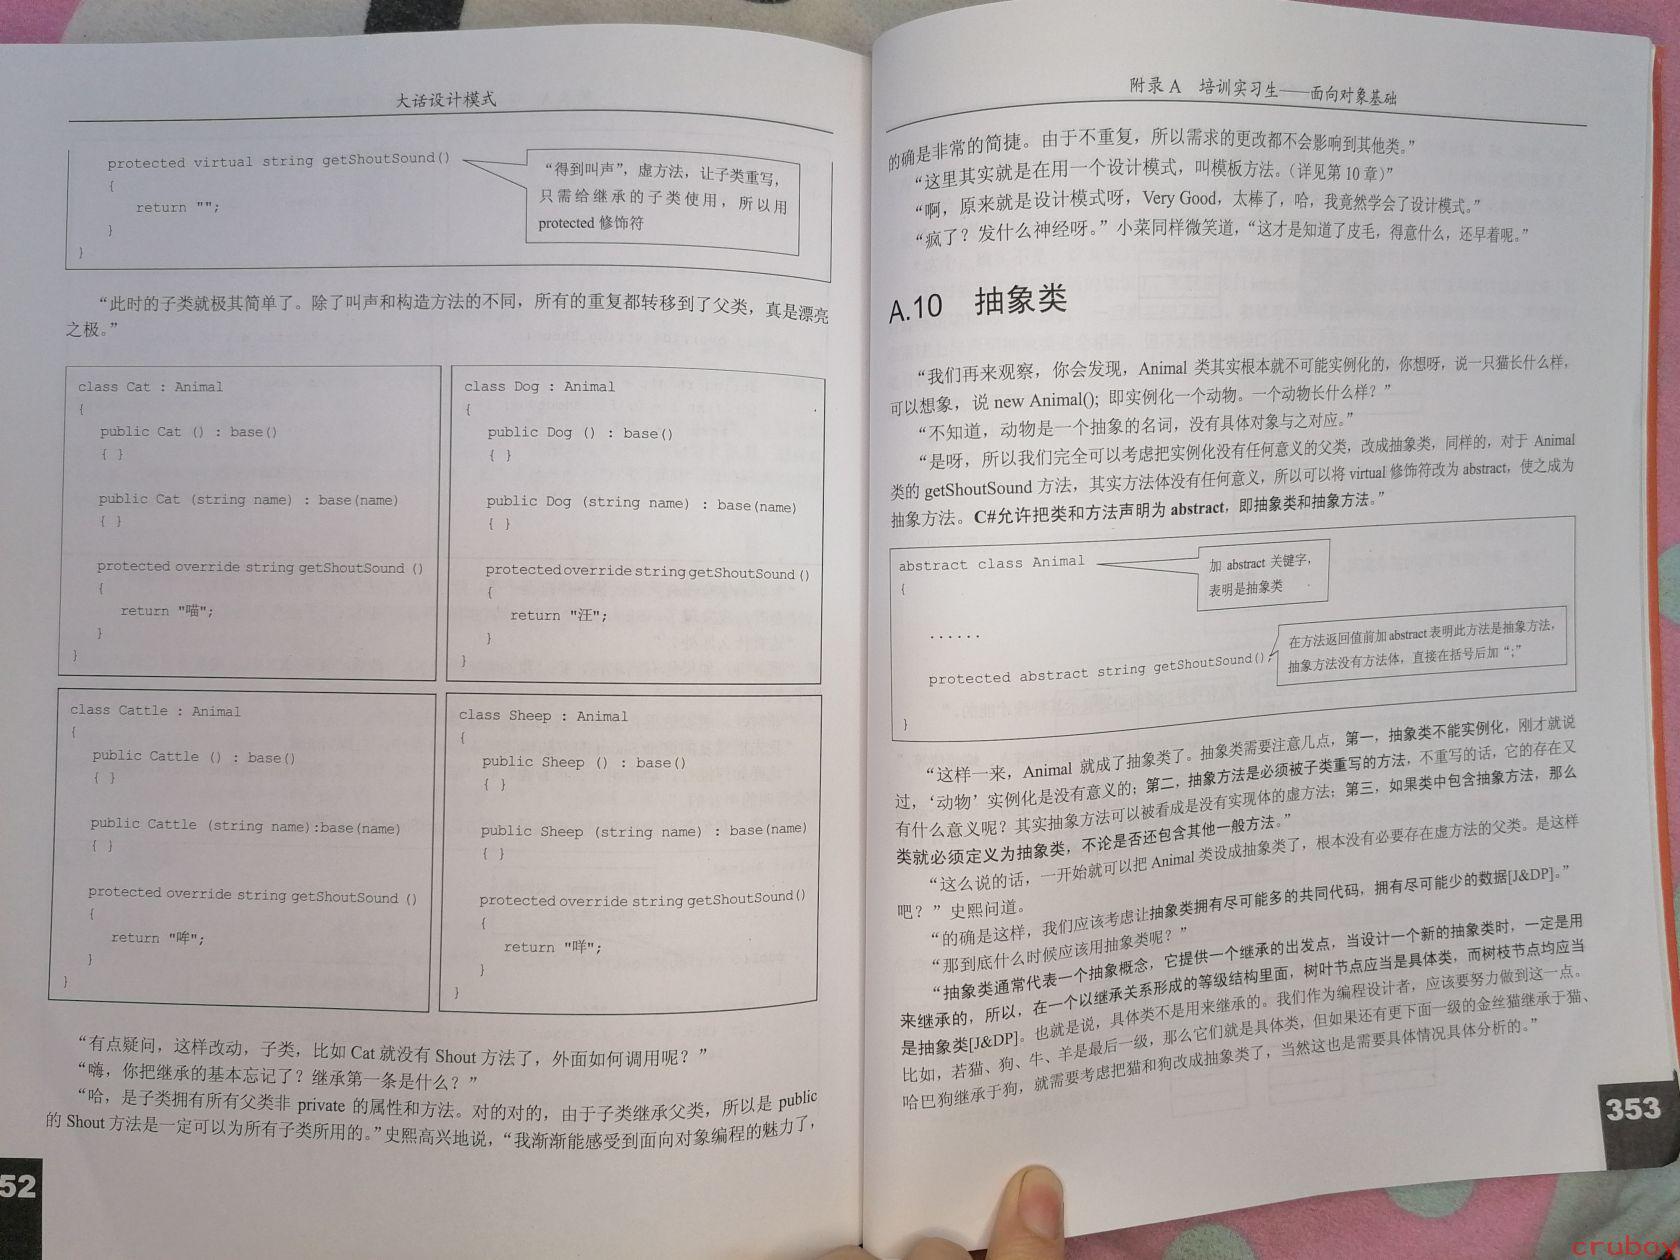 大话设计模式
protected virtual string getShoutSound()
{
return "";
}
}
“得到叫声”，虚方法，让子类重写，
只需给继承的子类使用，所以用
protected 修饰符
“此时的子类就极其简单了。除了叫声和构造方法的不同，所有的重复都转移到了父类，真是漂亮
之极。”
class Cat : Animal
{
public Cat () : base()
{ }
public Cat (string name) : base(name)
{ }
protected override string getShoutSound ()
{
return "喵";
}
}
class Dog : Animal
{
public Dog () : base()
{ }
public Dog (string name) : base(name)
{ }
protected override string getShoutSound ()
{
return "汪";
}
}
class Cattle : Animal
{
public Cattle () : base()
{ }
public Cattle (string name):base(name)
{ }
protected override string getShoutSound ()
{
return "哞";
}
}
class Sheep : Animal
{
public Sheep () : base()
{ }
public Sheep (string name) : base(name)
{ }
protected override string getShoutSound()
{
return "咩";
}
}
“有点疑问，这样改动，子类，比如 Cat 就没有 Shout 方法了，外面如何调用呢？”
“嗨，你把继承的基本忘记了？继承第一条是什么？”
“哈，是子类拥有所有父类非 private 的属性和方法。对的对的，由于子类继承父类，所以是 public
的 Shout 方法是一定可以为所有子类所用的。”史熙高兴地说，“我渐渐能感受到面向对象编程的魅力了，
52
附录 A 培训实习生——面向对象基础
的确是非常的简捷。由于不重复，所以需求的更改都不会影响到其他类。”
“这里其实就是在用一个设计模式，叫模板方法。（详见第 10 章）”
“啊，原来就是设计模式呀，Very Good，太棒了，哈，我竟然学会了设计模式。”
“疯了？发什么神经呀。”小菜同样微笑道，“这才是知道了皮毛，得意什么，还早着呢。”
A.10 抽象类
“我们再来观察，你会发现，Animal 类其实根本就不可能实例化的，你想呀，说一只猫长什么样，
可以想象，说 new Animal(); 即实例化一个动物。一个动物长什么样？”
“不知道，动物是一个抽象的名词，没有具体对象与之对应。”
“是呀，所以我们完全可以考虑把实例化没有任何意义的父类，改成抽象类，同样的，对于 Animal
类的 getShoutSound 方法，其实方法体没有任何意义，所以可以将 virtual 修饰符改为 abstract，使之成为
抽象方法。C#允许把类和方法声明为 abstract，即抽象类和抽象方法。”
abstract class Animal
{
......
protected abstract string getShoutSound();
}
加 abstract 关键字，
表明是抽象类
在方法返回值前加 abstract 表明此方法是抽象方法，
抽象方法没有方法体，直接在括号后加“;”
“这样一来，Animal 就成了抽象类了。抽象类需要注意几点，第一，抽象类不能实例化，刚才就说
过，‘动物’实例化是没有意义的；第二，抽象方法是必须被子类重写的方法，不重写的话，它的存在又
有什么意义呢？其实抽象方法可以被看成是没有实现体的虚方法；第三，如果类中包含抽象方法，那么
类就必须定义为抽象类，不论是否还包含其他一般方法。”
“这么说的话，一开始就可以把 Animal 类设成抽象类了，根本没有必要存在虚方法的父类。是这样
吧？”史熙问道。
“的确是这样，我们应该考虑让抽象类拥有尽可能多的共同代码，拥有尽可能少的数据[J&DP]。”
“那到底什么时候应该用抽象类呢？”
“抽象类通常代表一个抽象概念，它提供一个继承的出发点，当设计一个新的抽象类时，一定是用
来继承的，所以，在一个以继承关系形成的等级结构里面，树叶节点应当是具体类，而树枝节点均应当
是抽象类[J&DP]。也就是说，具体类不是用来继承的。我们作为编程设计者，应该要努力做到这一点。
比如，若猫、狗、牛、羊是最后一级，那么它们就是具体类，但如果还有更下面一级的金丝猫继承于猫、
哈巴狗继承于狗，就需要考虑把猫和狗改成抽象类了，当然这也是需要具体情况具体分析的。”
353
crubox